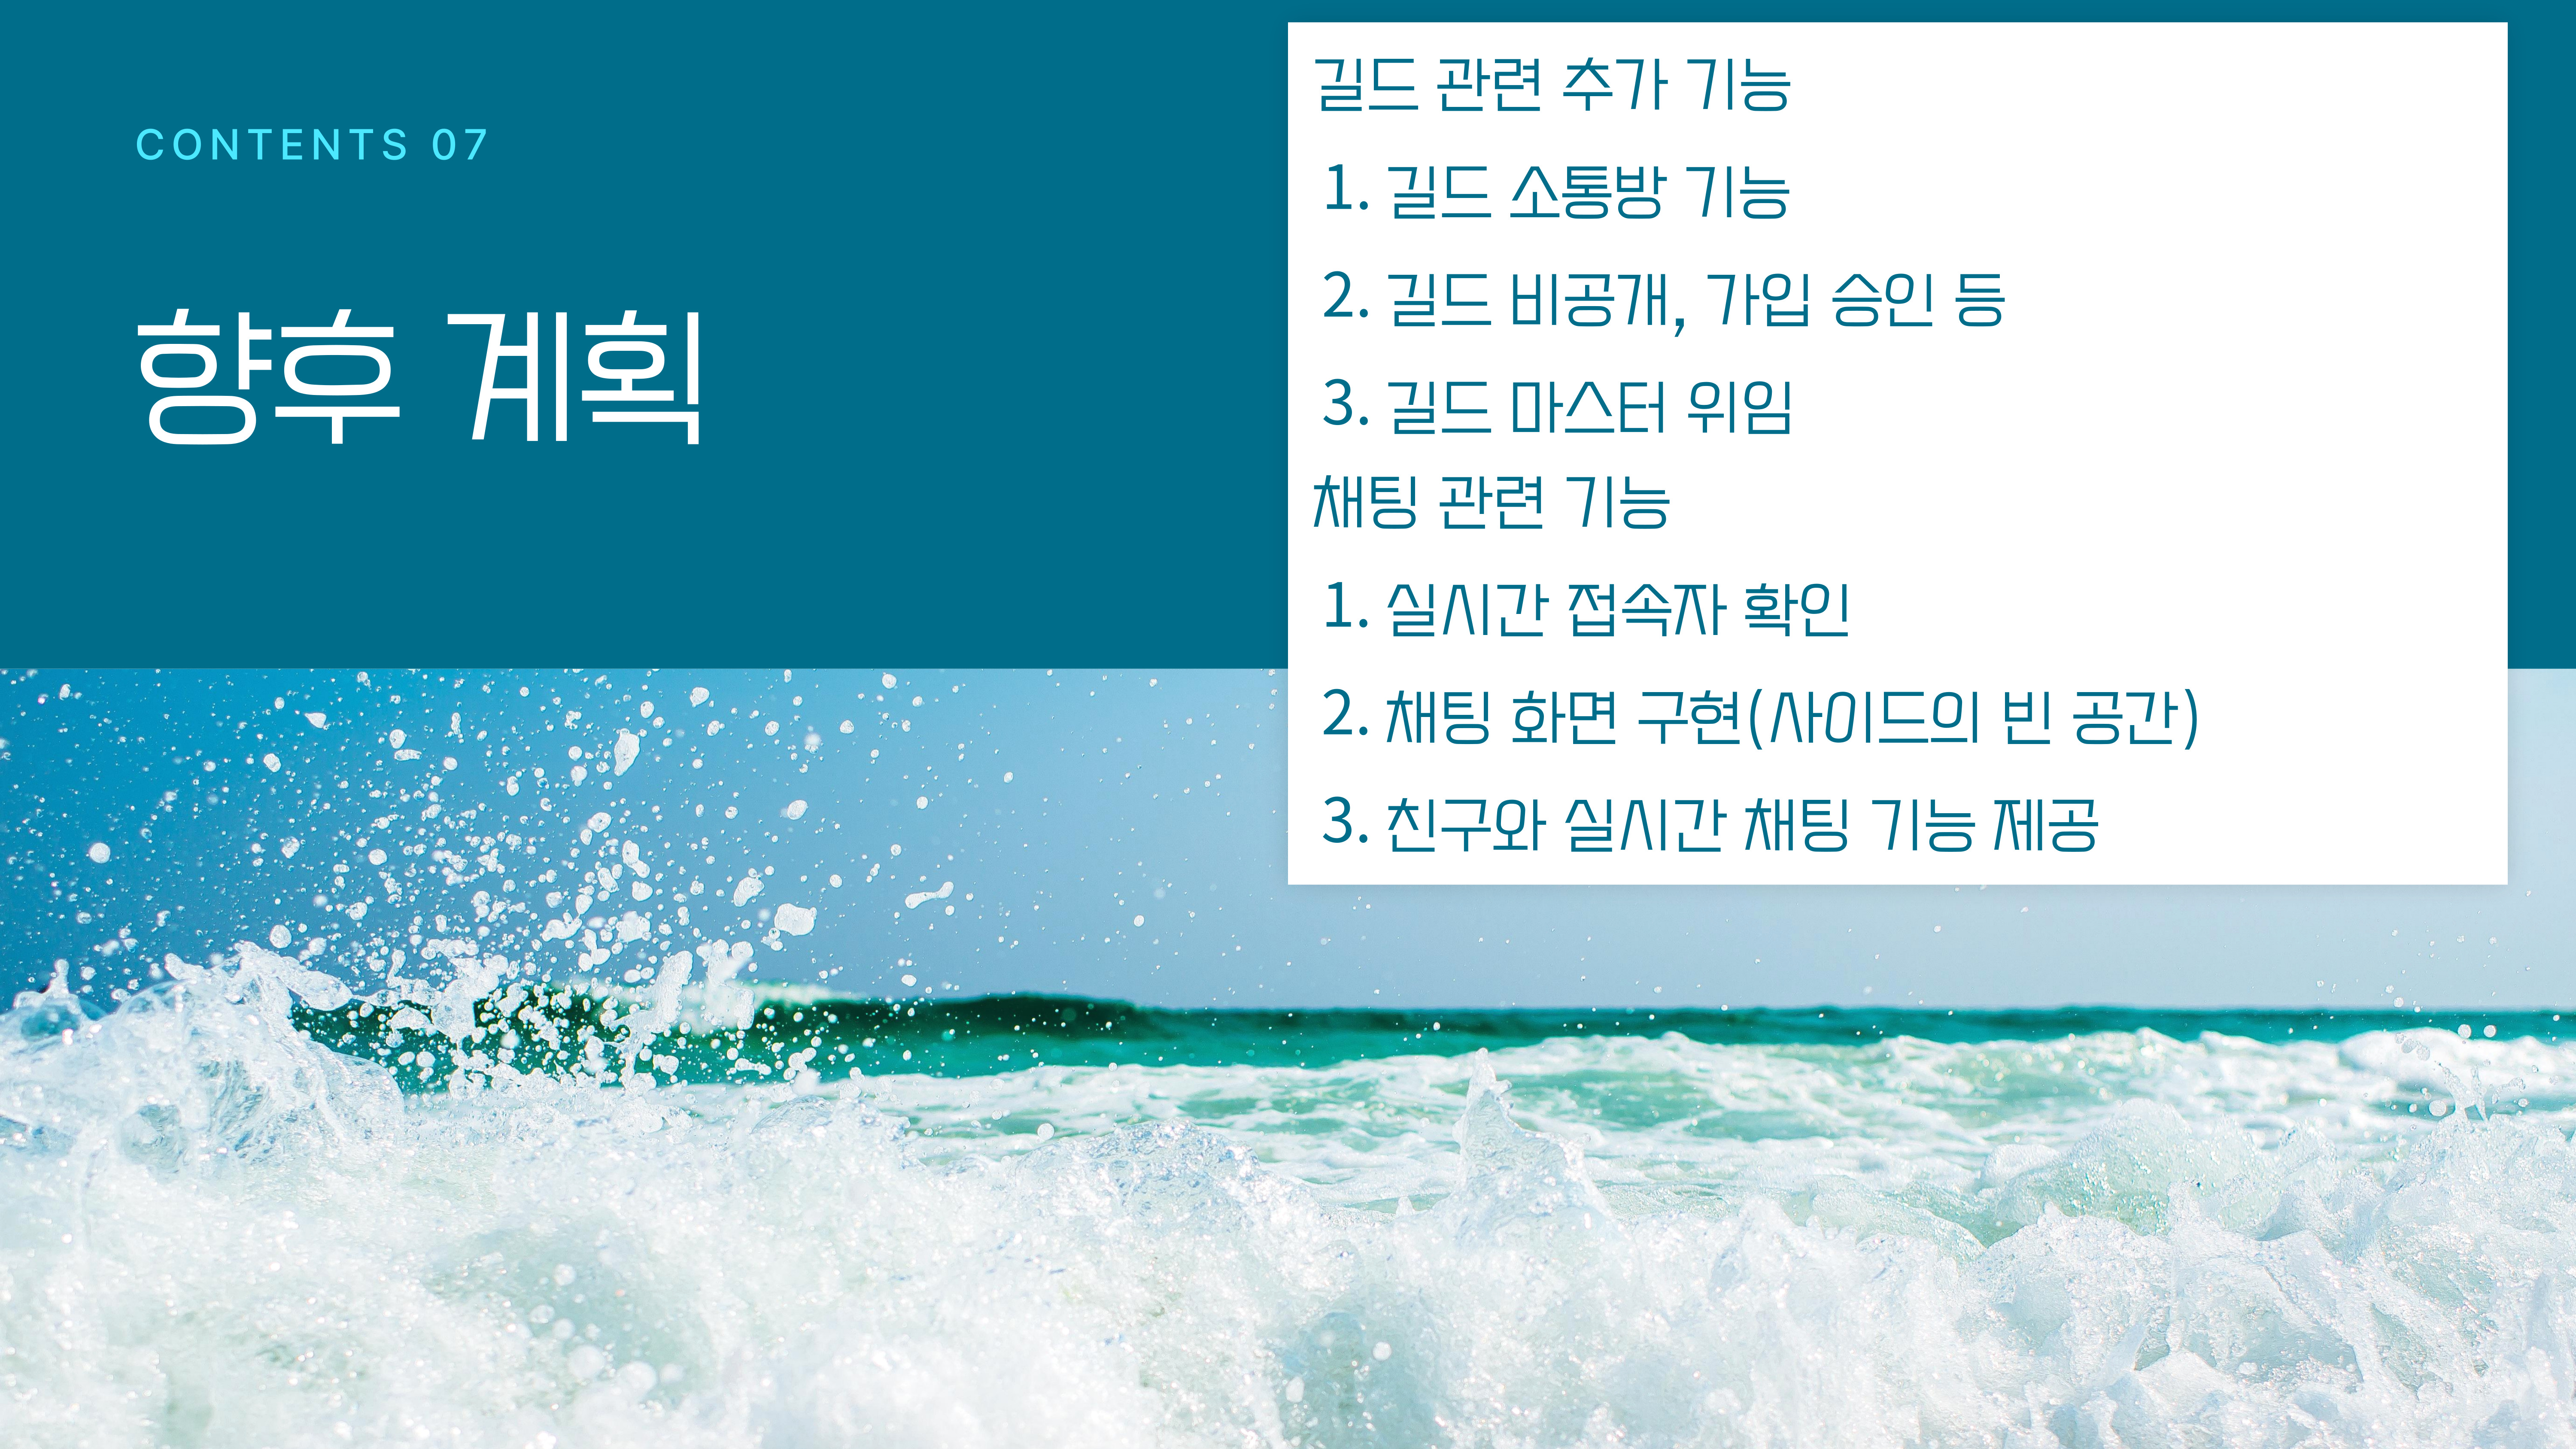 CONTENTS 07
향후 계획
길드 관련 추가 기능
1. 길드 소통방 기능
2. 길드 비공개, 가입 승인 등
3. 길드 마스터 위임
채팅 관련 기능
1. 실시간 접속자 확인
2. 채팅 화면 구현(사이드의 빈 공간)
3. 친구와 실시간 채팅 기능 제공